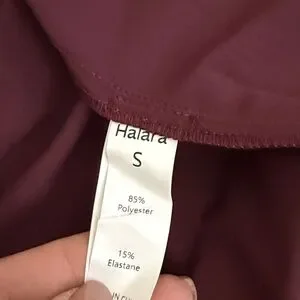 Halara
S
85%
Polyester
15%
Elastane